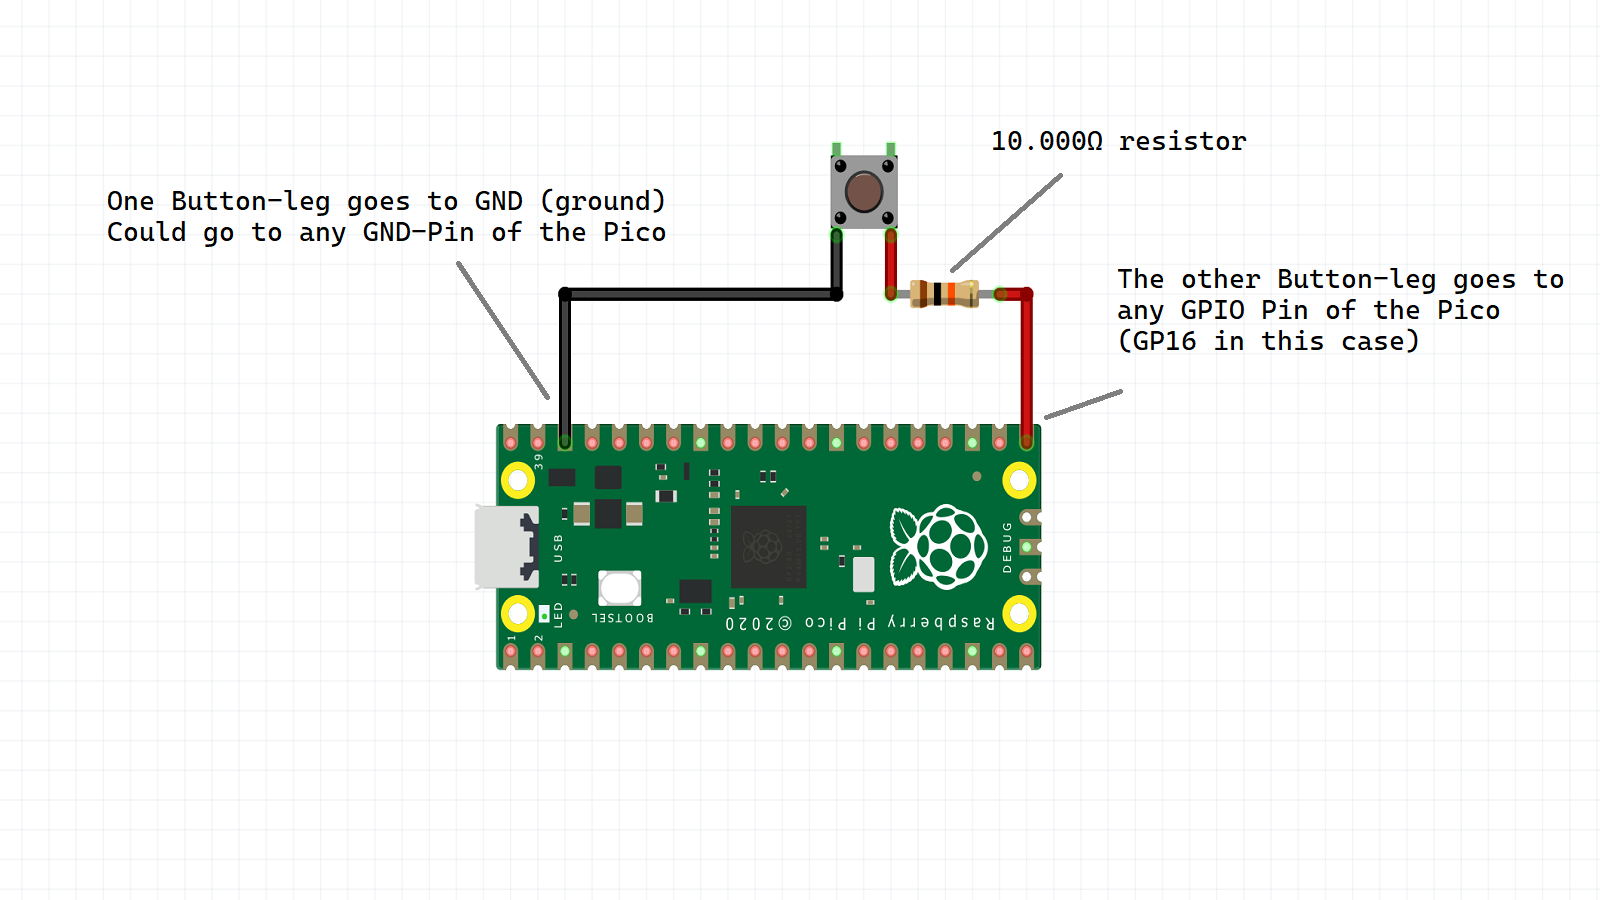 10.000Ω resistor
One Button-leg goes to GND (ground)
Could go to any GND-Pin of the Pico
The other Button-leg goes to
any GPIO Pin of the Pico
(GP16 in this case)
39
USB
DEBUG
LED
BOOTSEL
Raspberry Pi Pico ©2020
1
2